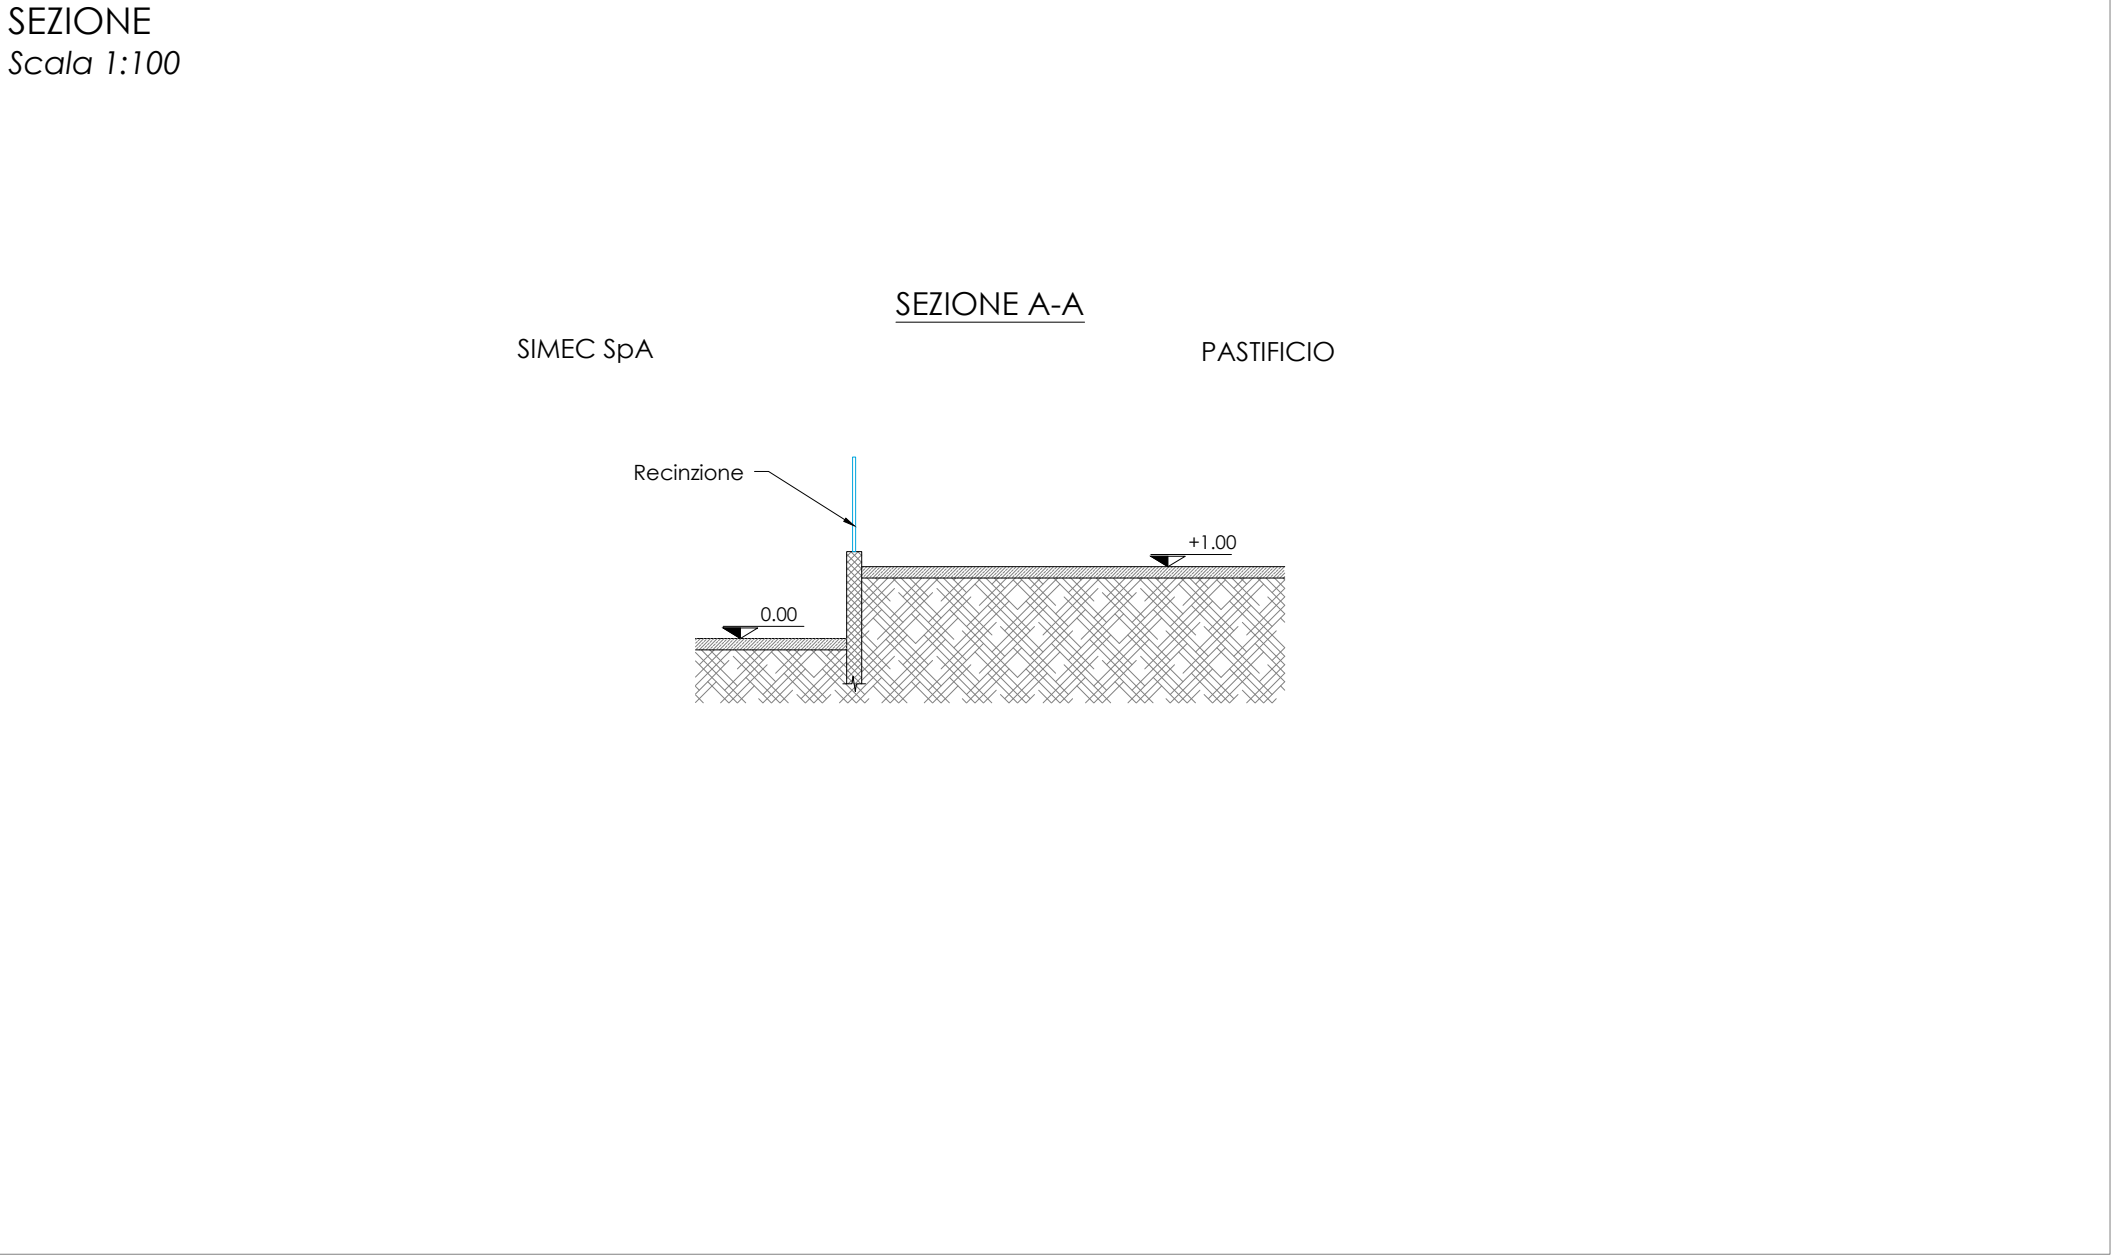 SEZIONE
Scala 1:100
SEZIONE A-A
SIMEC SpA
PASTIFICIO
Recinzione
+1.00
0.00